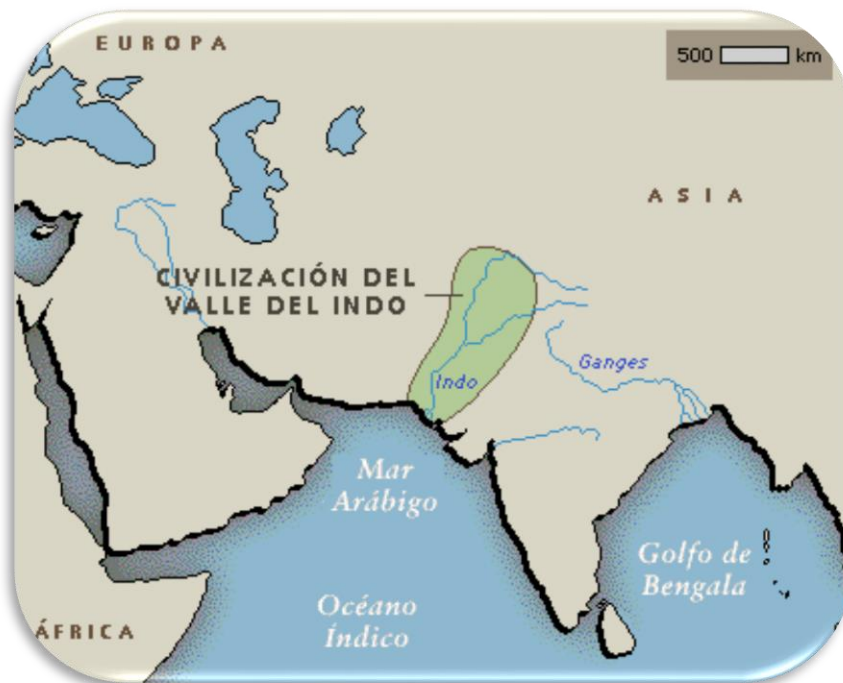 EUROPA
500 km
ASIA
CIVILIZACIÓN DEL
VALLE DEL INDO
Ganges
Indo
Mar
Arábigo
Golfo de
Bengala
Océano
Índico
ÁFRICA